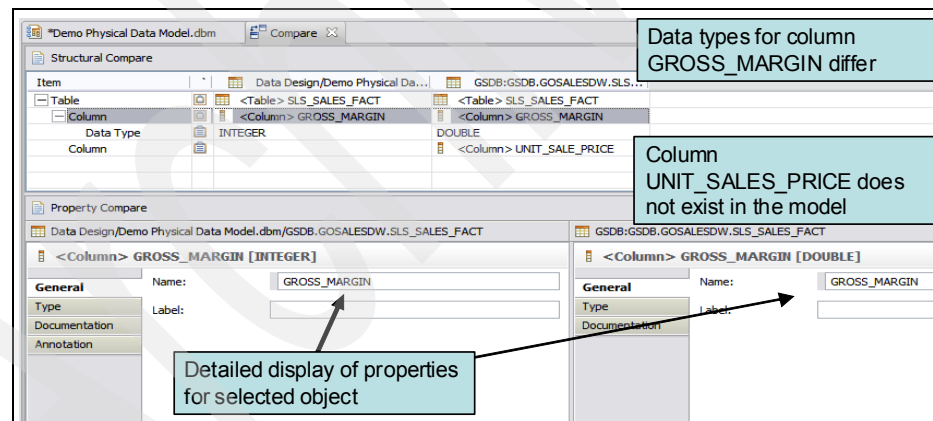 *Demo Physical Data Model.dbm Compare
Data types for column
GROSS_MARGIN differ
Structural Compare
Item Data Design/Demo Physical Da... GSDB:GSDB.GOSALESDW.SLS...
Table <Table> SLS_SALES_FACT <Table> SLS_SALES_FACT
Column <Column> GROSS_MARGIN <Column> GROSS_MARGIN
Data Type INTEGER DOUBLE
Column <Column> UNIT_SALE_PRICE
Column
UNIT_SALES_PRICE does
not exist in the model
Property Compare
Data Design/Demo Physical Data Model.dbm/GSDB.GOSALESDW.SLS_SALES_FACT GSDB:GSDB.GOSALESDW.SLS_SALES_FACT
<Column> GROSS_MARGIN [INTEGER] <Column> GROSS_MARGIN [DOUBLE]
General Name: GROSS_MARGIN General Name: GROSS_MARGIN
Type Label: Type Label:
Documentation Documentation
Annotation
Detailed display of properties
for selected object